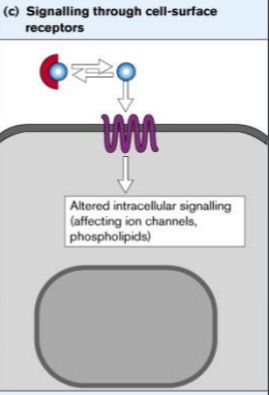 (c) Signalling through cell-surface
receptors
Altered intracellular signalling
(affecting ion channels,
phospholipids)